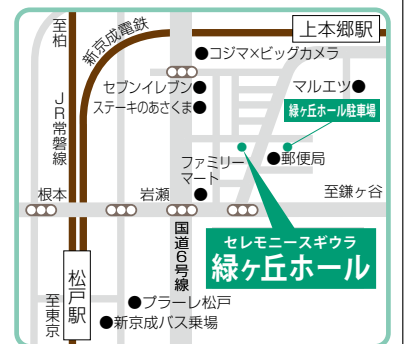 至柏
新京成電鉄
上本郷駅
コジマ×ビッグカメラ
セブンイレブン
ステーキのあさくま
マルエツ
緑ヶ丘ホール駐車場
JR常磐線
郵便局
ファミリー
マート
根本
岩瀬
至鎌ヶ谷
国道6号線
セレモニースギウラ
緑ヶ丘ホール
松戸駅
至東京
プラーレ松戸
新京成バス乗場